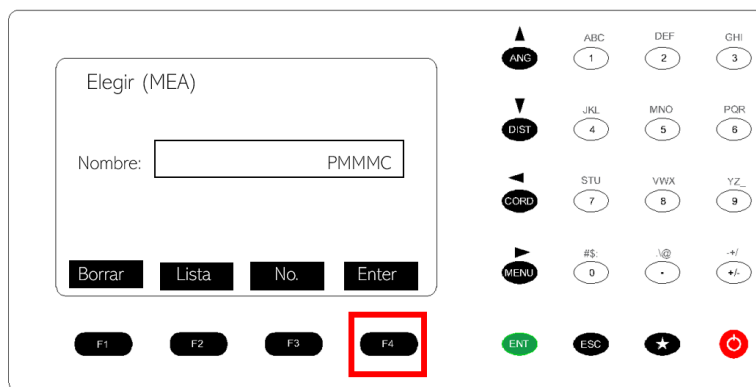 Elegir (MEA)
Nombre: PMMMC
Borrar Lista No. Enter
F1 F2 F3 F4
ANG ABC 1 DEF 2 GHI 3
DIST JKL 4 MNO 5 PQR 6
CORD STU 7 VWX 8 YZ_ 9
MENU #$: 0 .\@ . -+/ +/-
ENT ESC ★